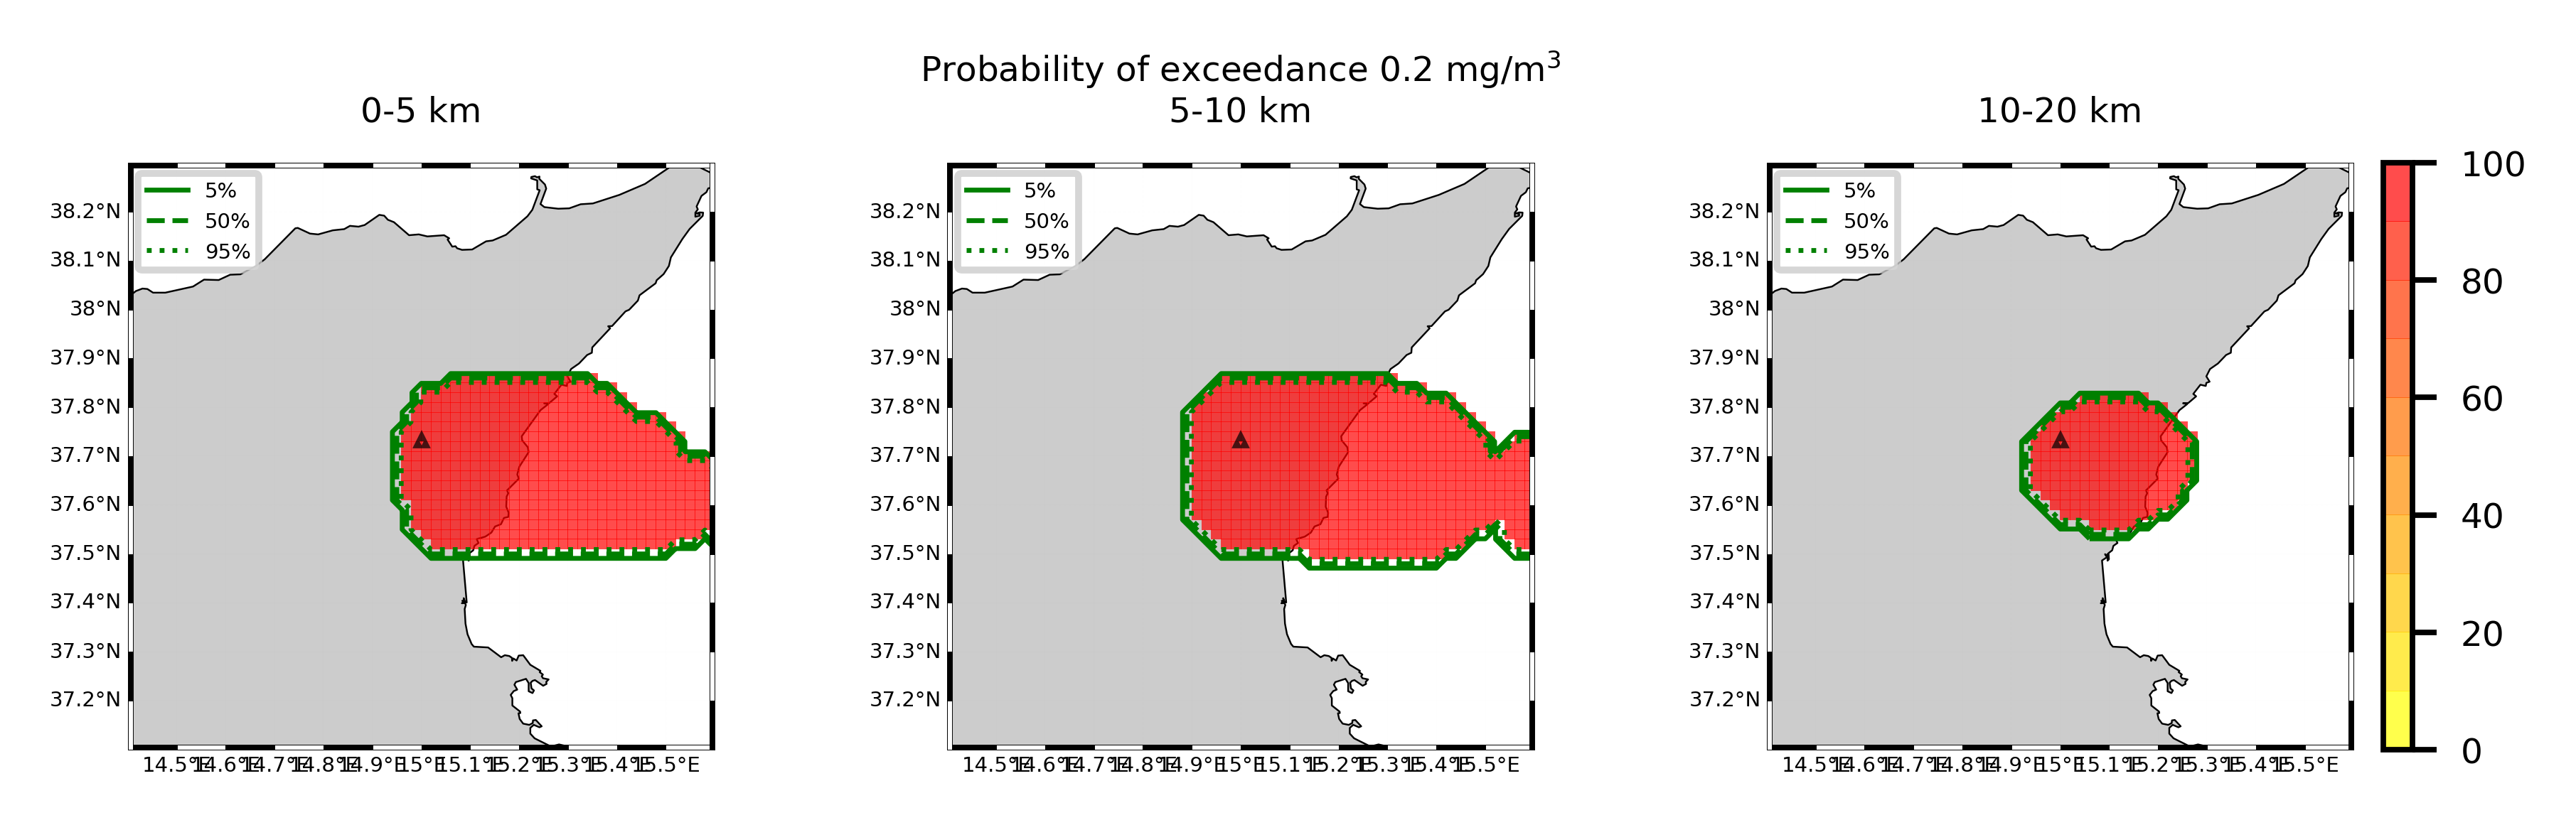 Probability of exceedance 0.2 mg/m³
0-5 km
5%
50%
95%
38.2°N
38.1°N
38°N
37.9°N
37.8°N
37.7°N
37.6°N
37.5°N
37.4°N
37.3°N
37.2°N
14.5°E 14.6°E 14.7°E 14.8°E 14.9°E 15°E 15.1°E 15.2°E 15.3°E 15.4°E 15.5°E
5-10 km
5%
50%
95%
38.2°N
38.1°N
38°N
37.9°N
37.8°N
37.7°N
37.6°N
37.5°N
37.4°N
37.3°N
37.2°N
14.5°E 14.6°E 14.7°E 14.8°E 14.9°E 15°E 15.1°E 15.2°E 15.3°E 15.4°E 15.5°E
10-20 km
5%
50%
95%
38.2°N
38.1°N
38°N
37.9°N
37.8°N
37.7°N
37.6°N
37.5°N
37.4°N
37.3°N
37.2°N
14.5°E 14.6°E 14.7°E 14.8°E 14.9°E 15°E 15.1°E 15.2°E 15.3°E 15.4°E 15.5°E
100
80
60
40
20
0